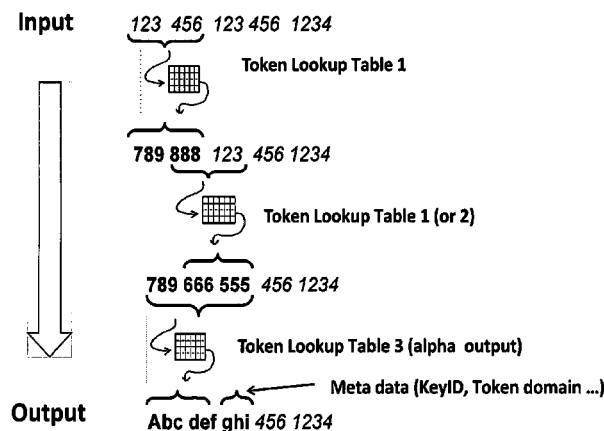 Input 123 456 123 456 1234
Token Lookup Table 1
789 888 123 456 1234
Token Lookup Table 1 (or 2)
789 666 555 456 1234
Token Lookup Table 3 (alpha output)
Meta data (KeyID, Token domain ...)
Output Abc def ghi 456 1234